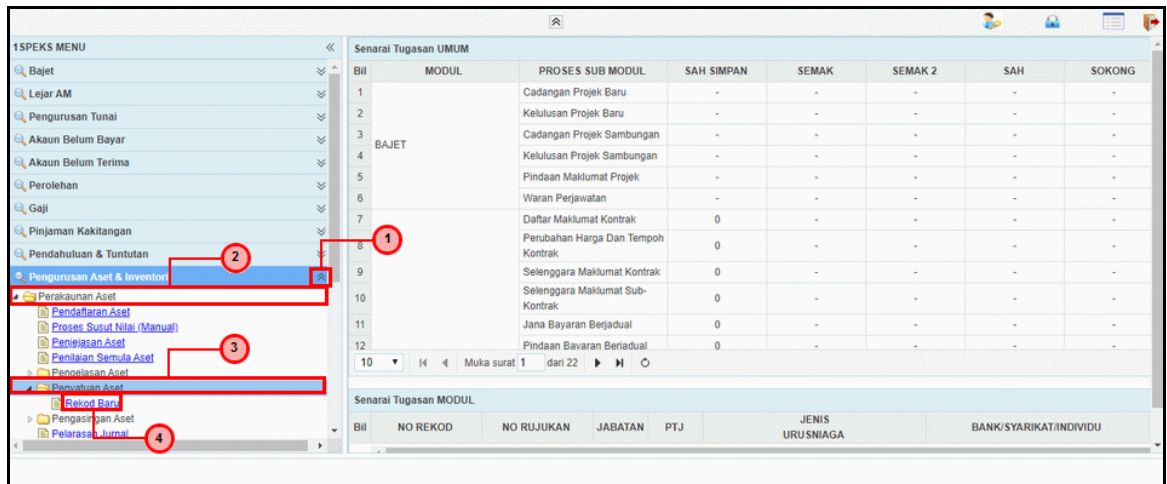 1SPEKS MENU
Bajet
Lejar AM
Pengurusan Tunai
Akaun Belum Bayar
Akaun Belum Terima
Perolehan
Gaji
Pinjaman Kakitangan
Pendahuluan & Tuntutan
Pengurusan Aset & Inventori
Perakaunan Aset
Pendaftaran Aset
Proses Susut Nilai (Manual)
Penjejasan Aset
Penilaian Semula Aset
Pengelasan Aset
Penyatuan Aset
Rekod Baru
Pengasingan Aset
Pelarasan Jurnal
1
2
3
4
Senarai Tugasan UMUM
Bil MODUL PROSES SUB MODUL SAH SIMPAN SEMAK SEMAK 2 SAH SOKONG
1 Cadangan Projek Baru - - - - -
2 Kelulusan Projek Baru - - - - -
3 Cadangan Projek Sambungan - - - - -
BAJET
4 Kelulusan Projek Sambungan - - - - -
5 Pindaan Maklumat Projek - - - - -
6 Waran Perjawatan - - - - -
7 Daftar Maklumat Kontrak 0 - - - -
8 Perubahan Harga Dan Tempoh 0 - - - -
Kontrak
9 Selenggara Maklumat Kontrak 0 - - - -
10 Selenggara Maklumat Sub- 0 - - - -
Kontrak
11 Jana Bayaran Berjadual 0 - - - -
12 Pindaan Bayaran Berjadual 0 - - - -
10 Muka surat 1 dari 22
Senarai Tugasan MODUL
Bil NO REKOD NO RUJUKAN JABATAN PTJ JENIS BANK/SYARIKAT/INDIVIDU
URUSNIAGA